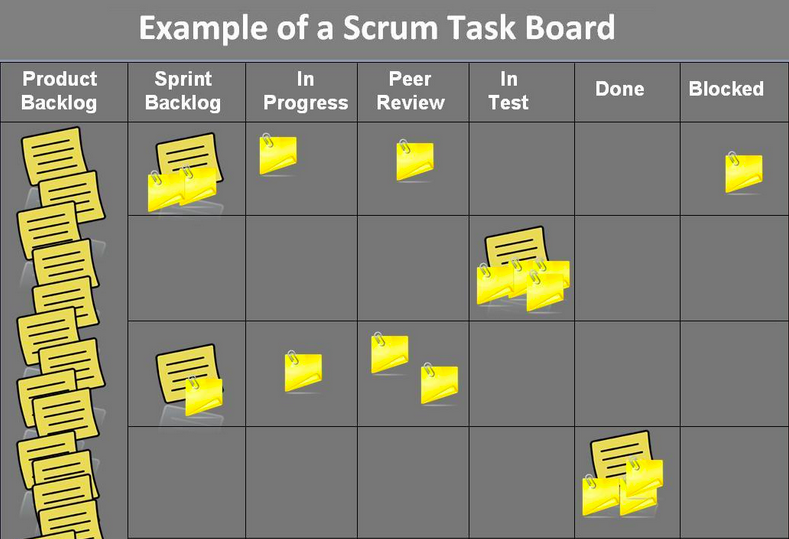 Example of a Scrum Task Board
Product
Backlog
Sprint
Backlog
In
Progress
Peer
Review
In
Test
Done
Blocked